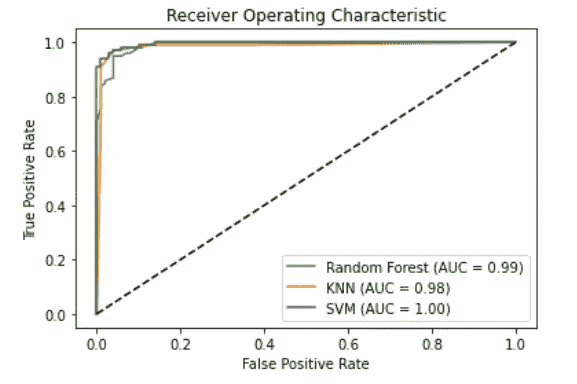 Receiver Operating Characteristic
1.0
0.8
0.6
0.4
0.2
0.0
True Positive Rate
Random Forest (AUC = 0.99)
KNN (AUC = 0.98)
SVM (AUC = 1.00)
0.0 0.2 0.4 0.6 0.8 1.0
False Positive Rate